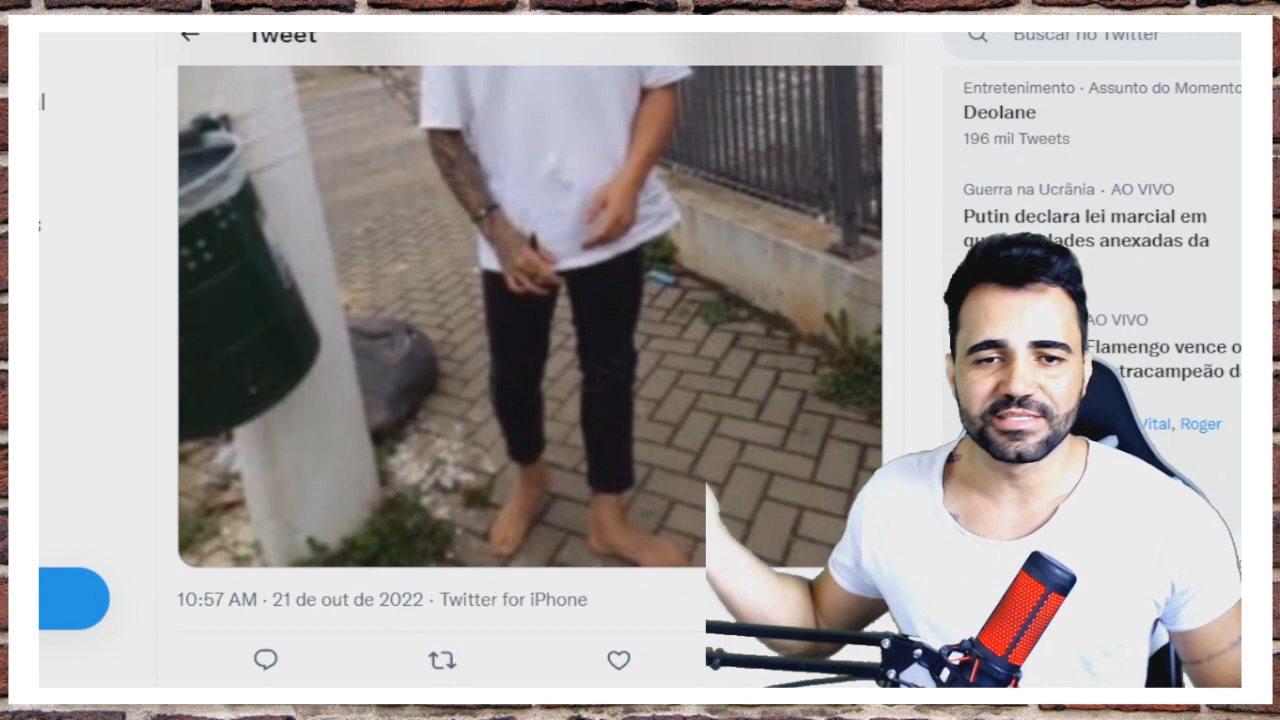 Tweet
Buscar no Twitter
Entretenimento · Assunto do Momento
Deolane
196 mil Tweets
Guerra na Ucrânia · AO VIVO
Putin declara lei marcial em
anexadas da
AO VIVO
Flamengo vence o
Vital, Roger
10:57 AM · 21 de out de 2022 · Twitter for iPhone